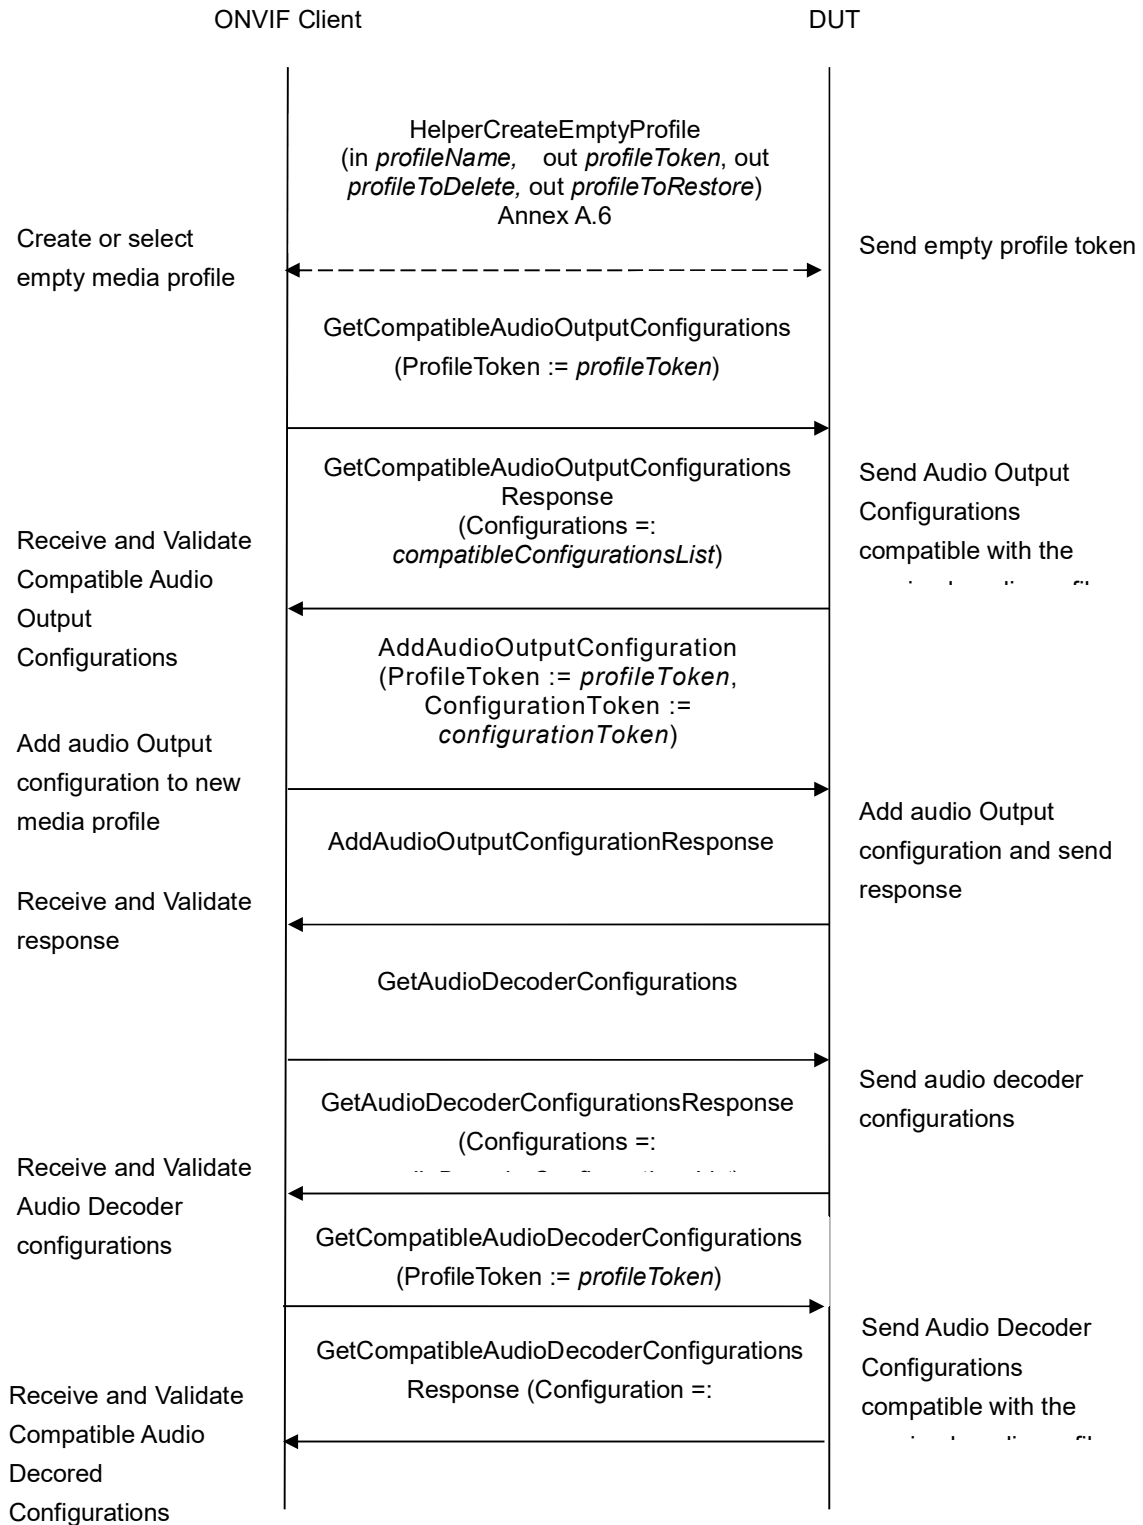 ONVIF Client
DUT
HelperCreateEmptyProfile
(in profileName, out profileToken, out
profileToDelete, out profileToRestore)
Annex A.6
Create or select
empty media profile
Send empty profile token
GetCompatibleAudioOutputConfigurations
(ProfileToken := profileToken)
GetCompatibleAudioOutputConfigurations
Response
(Configurations =:
compatibleConfigurationsList)
Send Audio Output
Configurations
compatible with the
Receive and Validate
Compatible Audio
Output
Configurations
AddAudioOutputConfiguration
(ProfileToken := profileToken,
ConfigurationToken :=
configurationToken)
Add audio Output
configuration to new
media profile
AddAudioOutputConfigurationResponse
Add audio Output
configuration and send
response
Receive and Validate
response
GetAudioDecoderConfigurations
Send audio decoder
configurations
GetAudioDecoderConfigurationsResponse
(Configurations =:
Receive and Validate
Audio Decoder
configurations
GetCompatibleAudioDecoderConfigurations
(ProfileToken := profileToken)
GetCompatibleAudioDecoderConfigurations
Response (Configuration =:
Send Audio Decoder
Configurations
compatible with the
Receive and Validate
Compatible Audio
Decored
Configurations